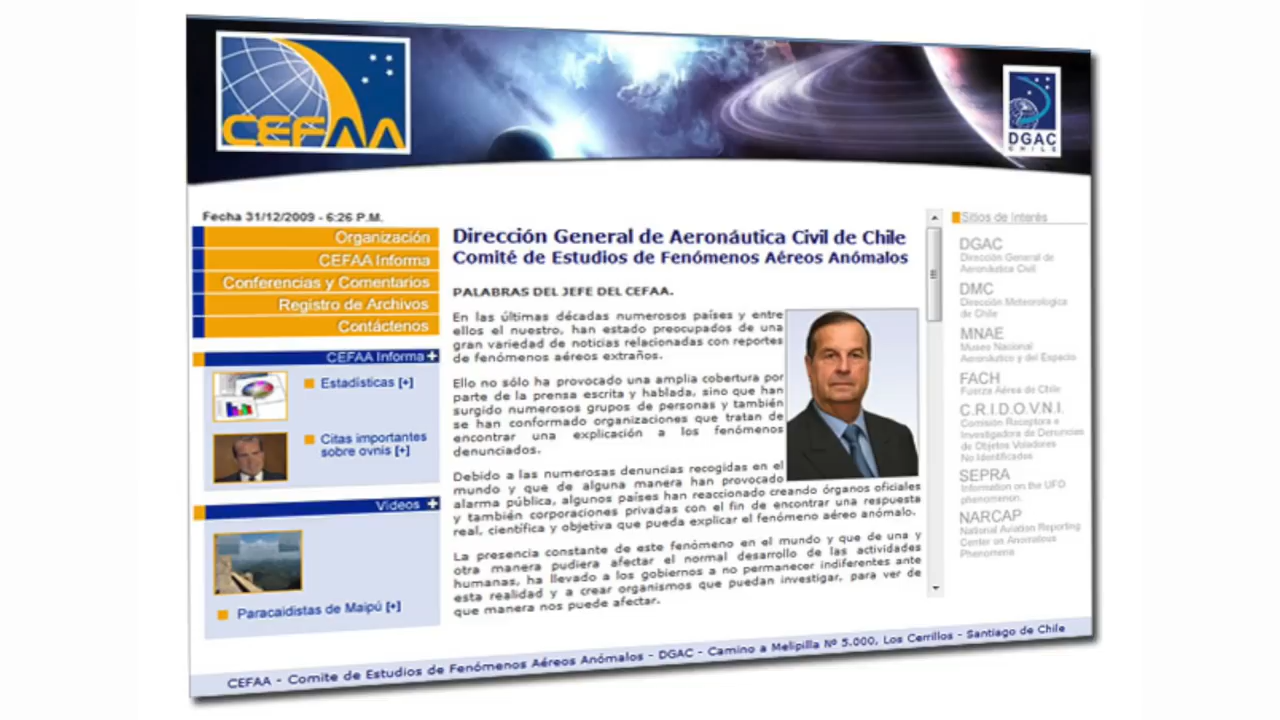 CEFAA
DGAC
CHILE
Fecha 31/12/2009 - 6:26 P.M.
Organización
CEFAA Informa
Conferencias y Comentarios
Registro de Archivos
Contáctenos
CEFAA Informa +
Estadísticas [+]
Citas importantes
sobre ovnis [+]
Videos +
Paracaidistas de Maipú [+]
Dirección General de Aeronáutica Civil de Chile
Comité de Estudios de Fenómenos Aéreos Anómalos
PALABRAS DEL JEFE DEL CEFAA.
En las últimas décadas numerosos países y entre
ellos el nuestro, han estado preocupados de una
gran variedad de noticias relacionadas con reportes
de fenómenos aéreos extraños.
Ello no sólo ha provocado una amplia cobertura por
parte de la prensa escrita y hablada, sino que han
surgido numerosos grupos de personas y también
se han conformado organizaciones que tratan de
encontrar una explicación a los fenómenos
denunciados.
Debido a las numerosas denuncias recogidas en el
mundo y que de alguna manera han provocado
alarma pública, algunos países han reaccionado creando órganos oficiales
y también corporaciones privadas con el fin de encontrar una respuesta
real, científica y objetiva que pueda explicar el fenómeno aéreo anómalo.
La presencia constante de este fenómeno en el mundo y que de una y
otra manera pudiera afectar el normal desarrollo de las actividades
humanas, ha llevado a los gobiernos a no permanecer indiferentes ante
esta realidad y a crear organismos que puedan investigar, para ver de
que manera nos puede afectar.
Sitios de Interés
DGAC
Dirección General de
Aeronáutica Civil
DMC
Dirección Meteorologica
de Chile
MNAE
Museo Nacional
Aeronáutico y del Espacio
FACH
Fuerza Aérea de Chile
C.R.I.D.O.V.N.I.
Comisión Receptora e
Investigadora de Denuncias
de Objetos Voladores
No Identificados
SEPRA
Information on the UFO
phenomenon.
NARCAP
National Aviation Reporting
Center on Anomalous
Phenomena
CEFAA - Comite de Estudios de Fenómenos Aéreos Anómalos - DGAC - Camino a Melipilla Nº 5.000, Los Cerrillos - Santiago de Chile